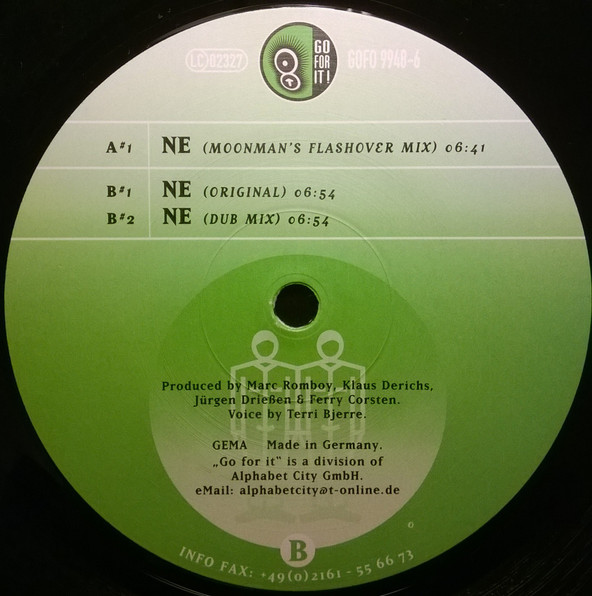 LC 02327 GO FOR IT! GOFO 9948-6
A#1 NE (MOONMAN'S FLASHOVER MIX) 06:41
B#1 NE (ORIGINAL) 06:54
B#2 NE (DUB MIX) 06:54
Produced by Marc Romboy, Klaus Derichs,
Jürgen Drießen & Ferry Corsten.
Voice by Terri Bjerre.
GEMA Made in Germany.
„Go for it“ is a division of
Alphabet City GmbH.
eMail: alphabetcity@t-online.de
B
INFO FAX: +49(0)2161 - 55 66 73